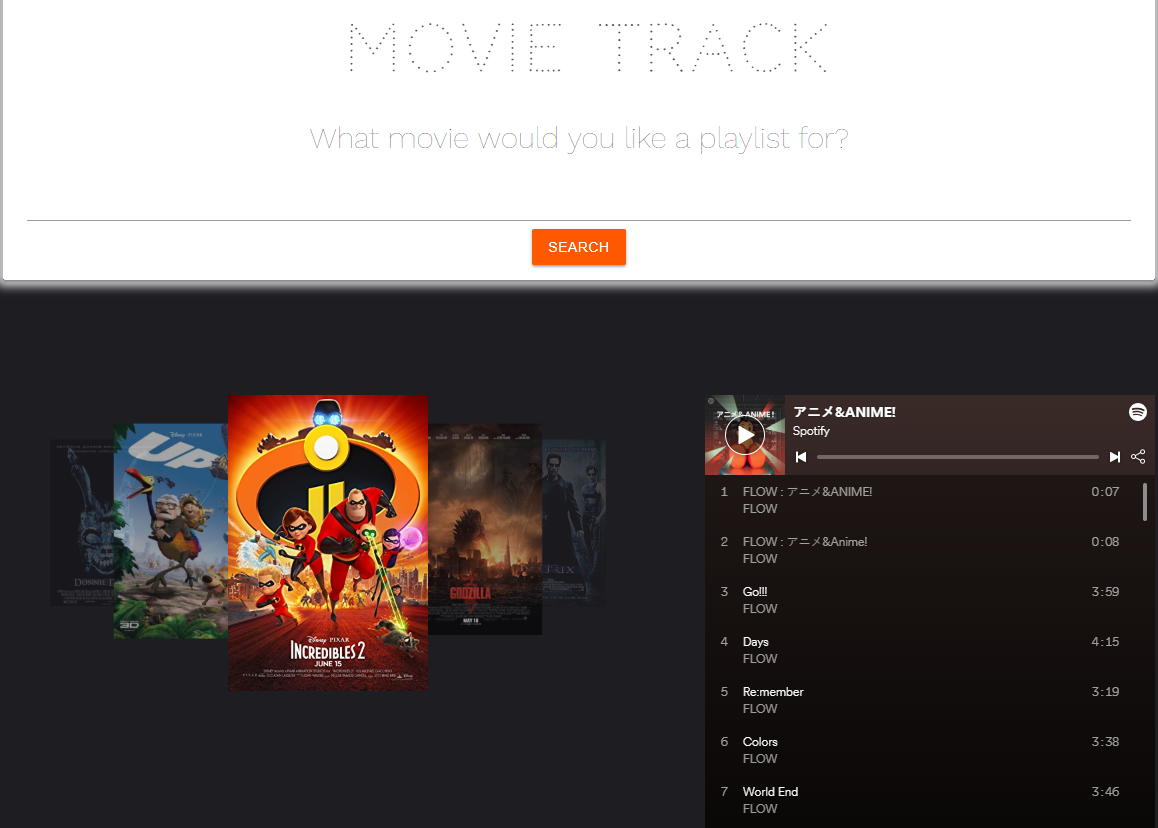 MOVIE TRACK
What movie would you like a playlist for?
SEARCH
DISNEY PIXAR
UP
3D
DONNIE D
DISNEY PIXAR
INCREDIBLES 2
JUNE 15
GODZILLA
MAY 16
アニメ&ANIME!
アニメ&ANIME!
Spotify
1 FLOW : アニメ&ANIME! 0:07
FLOW
2 FLOW : アニメ&Anime! 0:08
FLOW
3 Go!!! 3:59
FLOW
4 Days 4:15
FLOW
5 Re:member 3:19
FLOW
6 Colors 3:38
FLOW
7 World End 3:46
FLOW